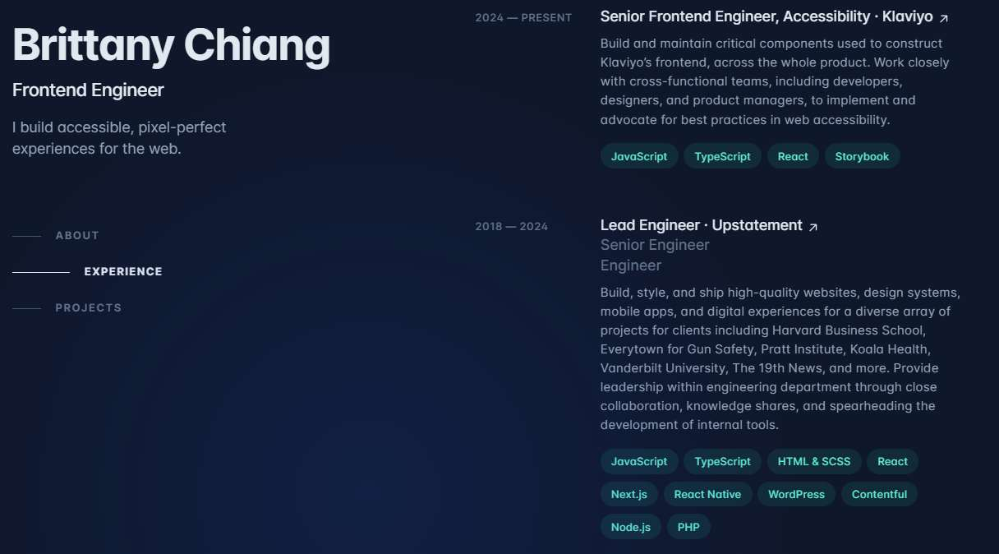 Brittany Chiang
Frontend Engineer
I build accessible, pixel-perfect
experiences for the web.
ABOUT
EXPERIENCE
PROJECTS
2024 — PRESENT
Senior Frontend Engineer, Accessibility · Klaviyo ↗
Build and maintain critical components used to construct
Klaviyo’s frontend, across the whole product. Work closely
with cross-functional teams, including developers,
designers, and product managers, to implement and
advocate for best practices in web accessibility.
JavaScript TypeScript React Storybook
2018 — 2024
Lead Engineer · Upstatement ↗
Senior Engineer
Engineer
Build, style, and ship high-quality websites, design systems,
mobile apps, and digital experiences for a diverse array of
projects for clients including Harvard Business School,
Everytown for Gun Safety, Pratt Institute, Koala Health,
Vanderbilt University, The 19th News, and more. Provide
leadership within engineering department through close
collaboration, knowledge shares, and spearheading the
development of internal tools.
JavaScript TypeScript HTML & SCSS React
Next.js React Native WordPress Contentful
Node.js PHP